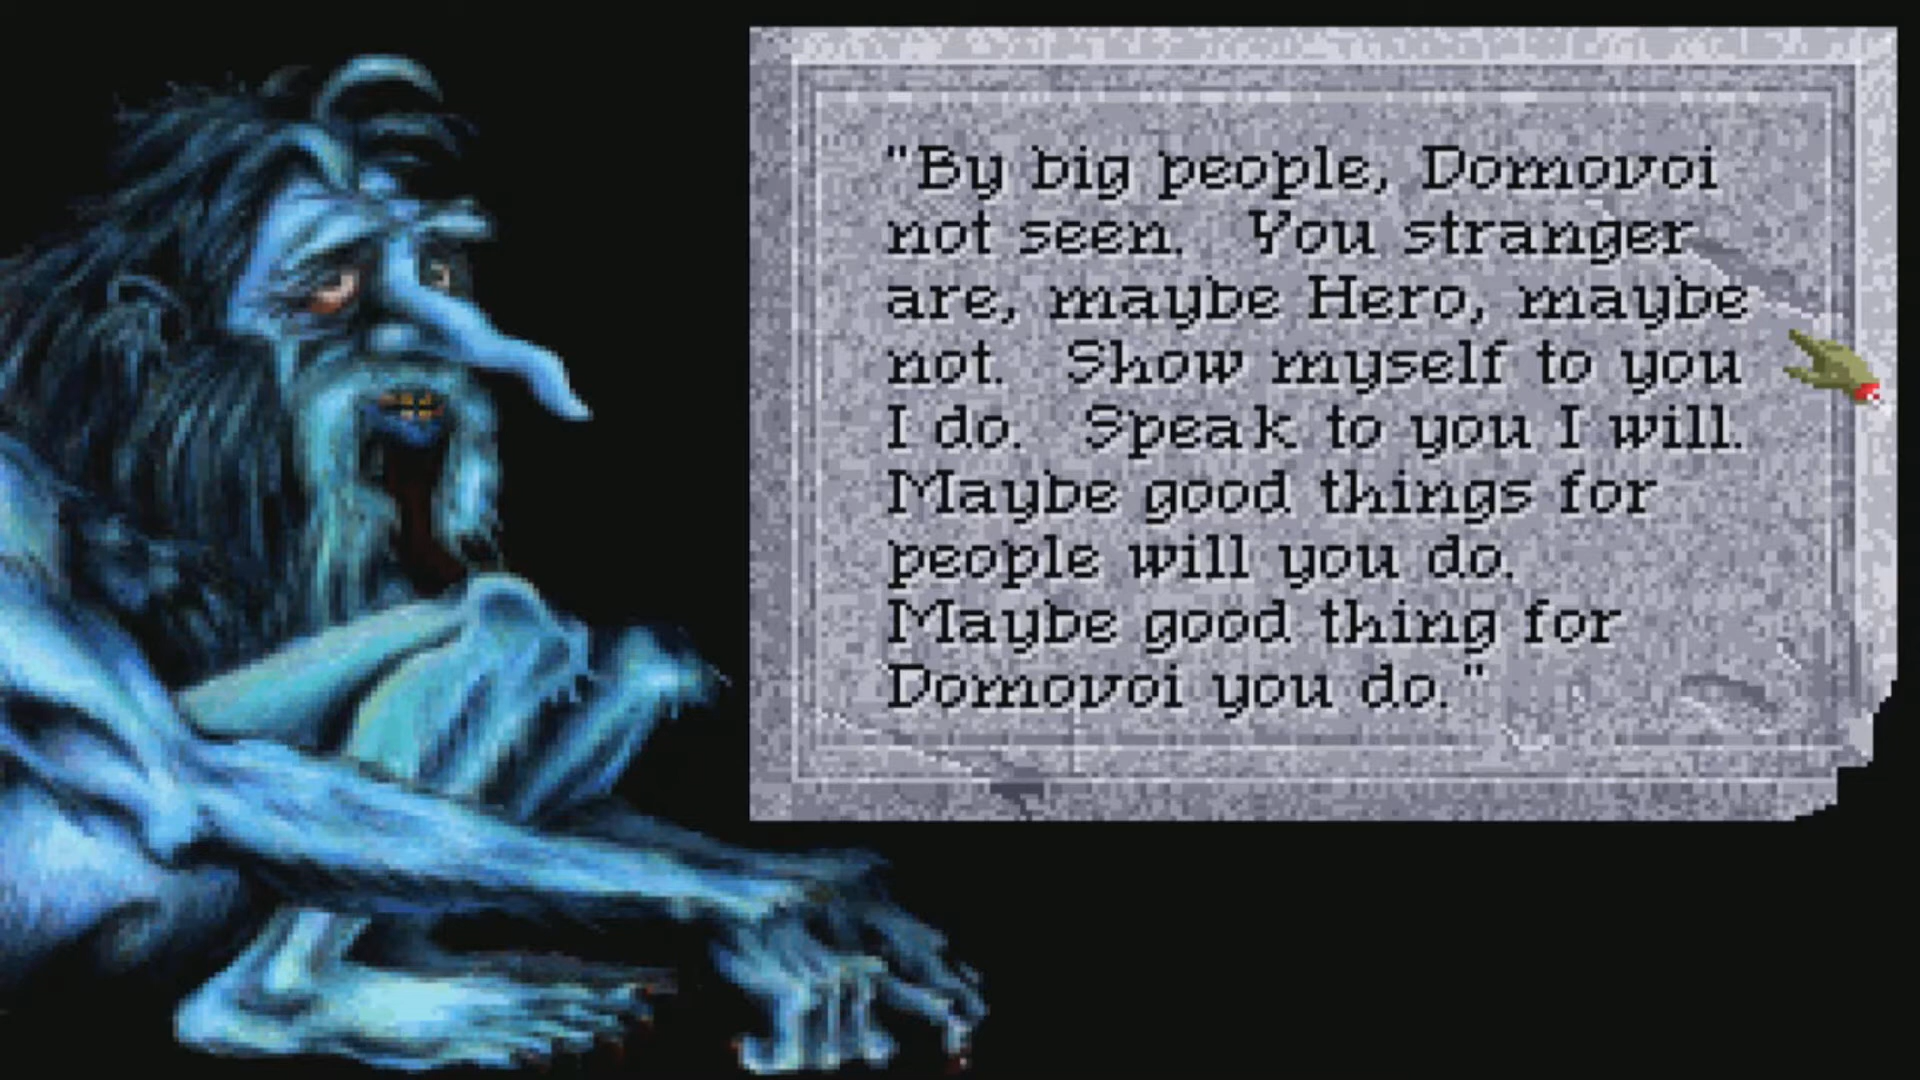 "By big people, Domovoi
not seen.  You stranger
are, maybe Hero, maybe
not.  Show myself to you
I do.  Speak to you I will.
Maybe good things for
people will you do.
Maybe good thing for
Domovoi you do."